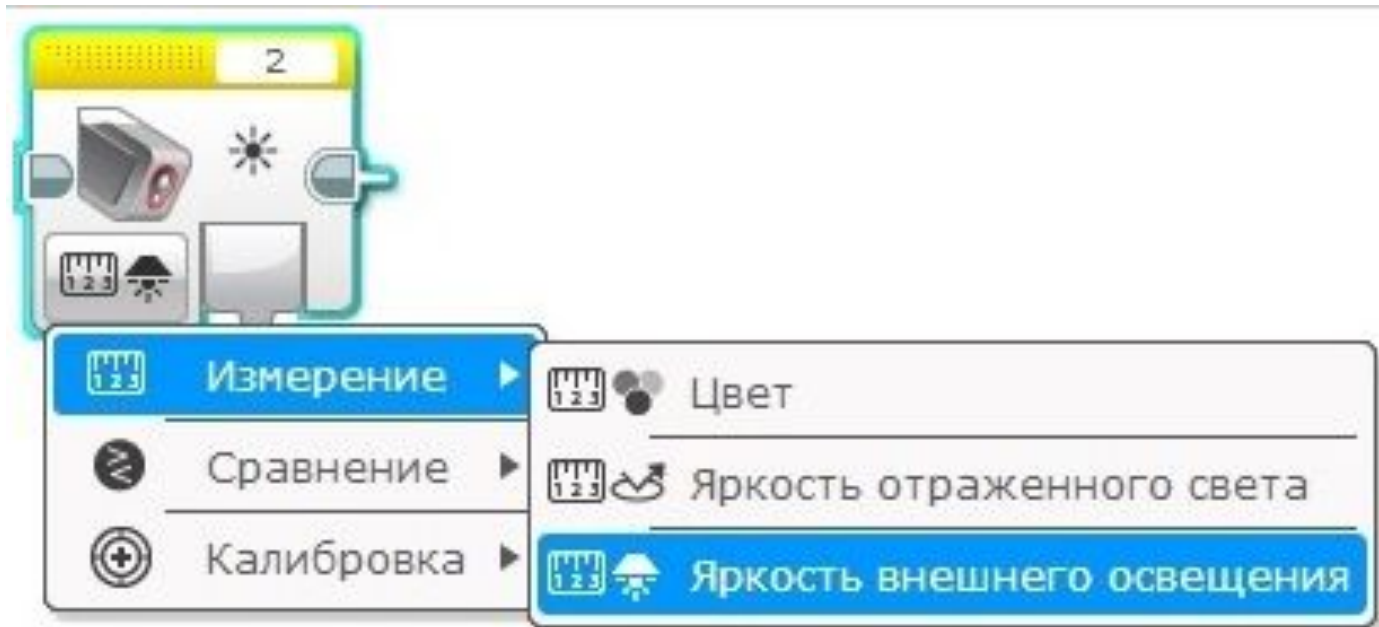 2
Измерение
Сравнение
Калибровка
Цвет
Яркость отраженного света
Яркость внешнего освещения